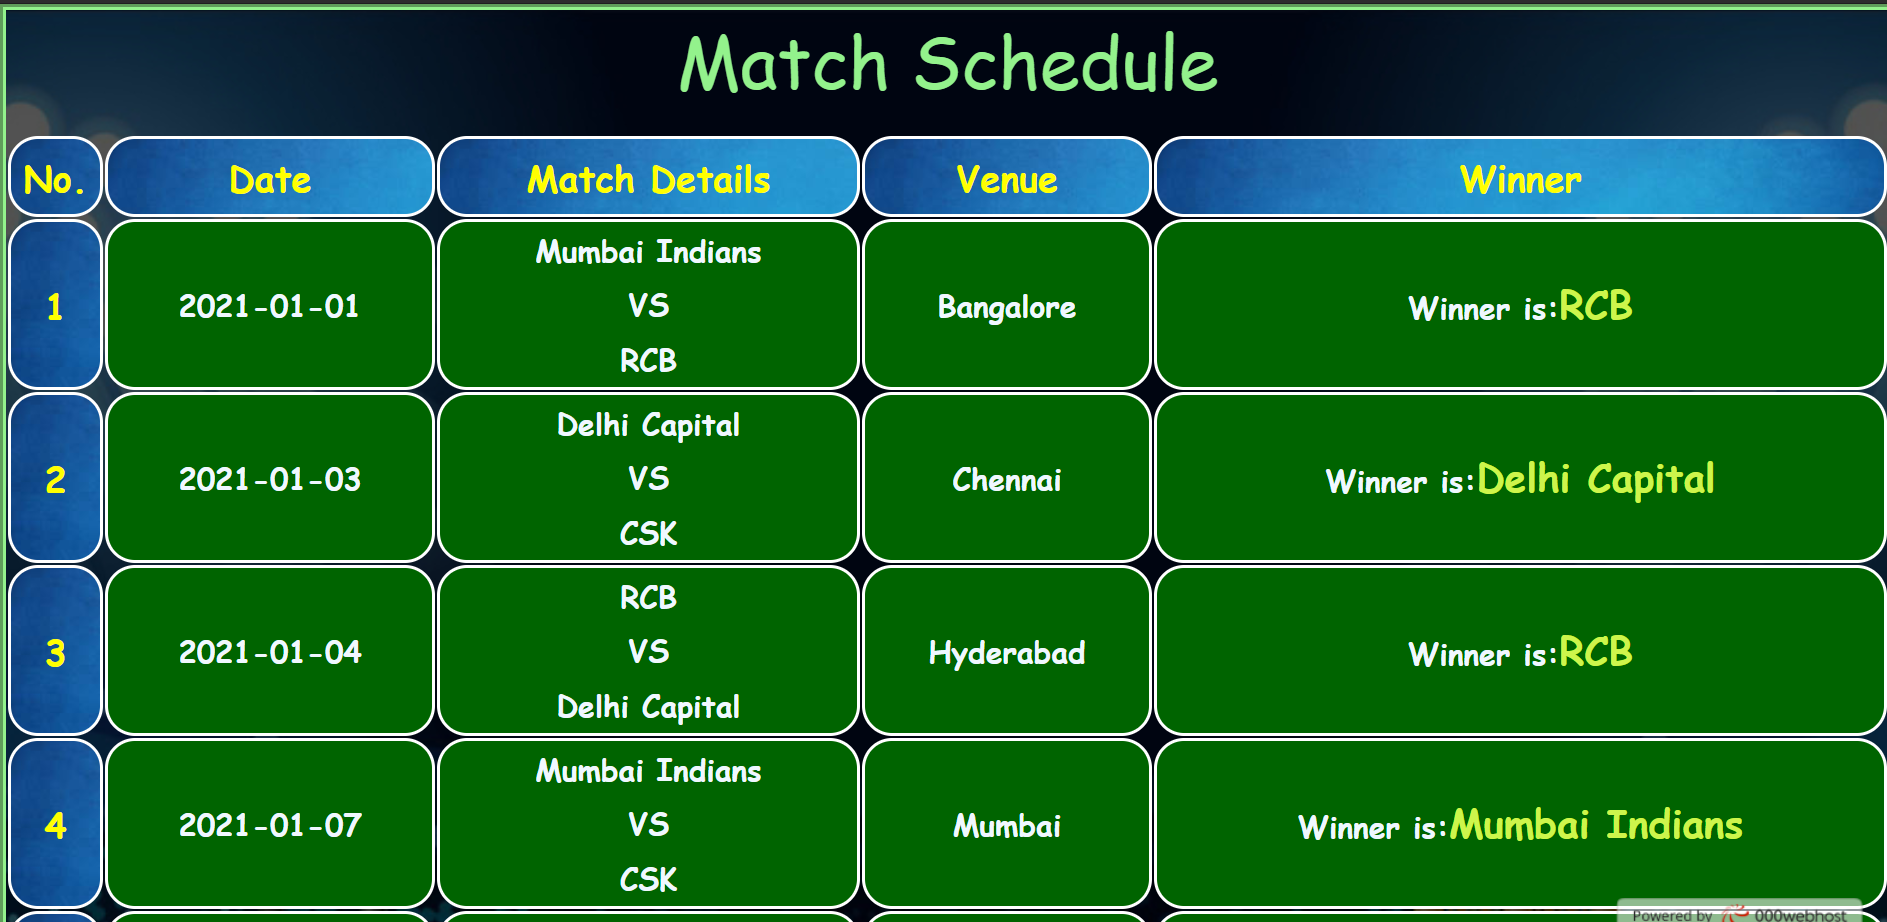 Match Schedule
No. Date Match Details Venue Winner
Mumbai Indians
1 2021-01-01 VS Bangalore Winner is:RCB
RCB
Delhi Capital
2 2021-01-03 VS Chennai Winner is:Delhi Capital
CSK
RCB
3 2021-01-04 VS Hyderabad Winner is:RCB
Delhi Capital
Mumbai Indians
4 2021-01-07 VS Mumbai Winner is:Mumbai Indians
CSK
Powered by 000webhost